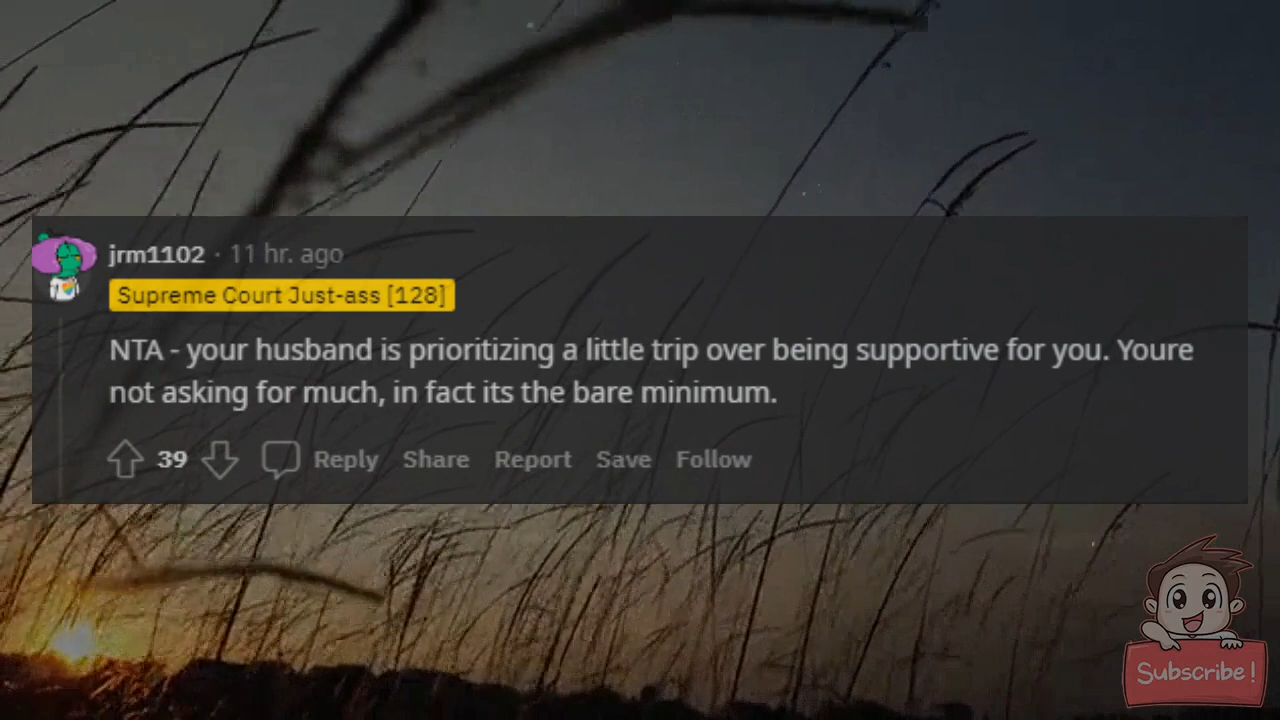 jrm1102 · 11 hr. ago
Supreme Court Just-ass [128]
NTA - your husband is prioritizing a little trip over being supportive for you. Youre
not asking for much, in fact its the bare minimum.
39 Reply Share Report Save Follow
Subscribe !